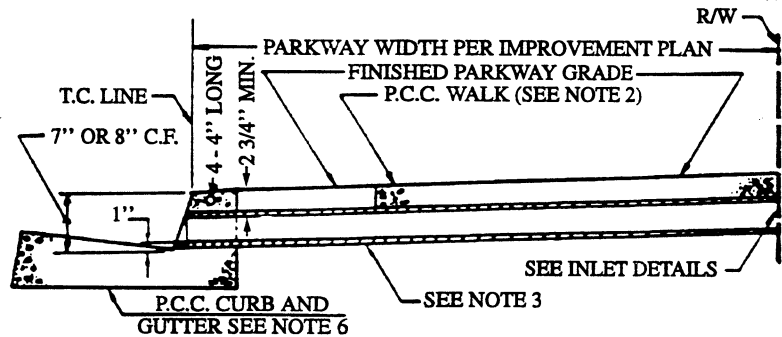 R/W
PARKWAY WIDTH PER IMPROVEMENT PLAN
FINISHED PARKWAY GRADE
P.C.C. WALK (SEE NOTE 2)
T.C. LINE
4 - 4'' LONG
2 3/4'' MIN.
7'' OR 8'' C.F.
1''
SEE INLET DETAILS
SEE NOTE 3
P.C.C. CURB AND
GUTTER SEE NOTE 6